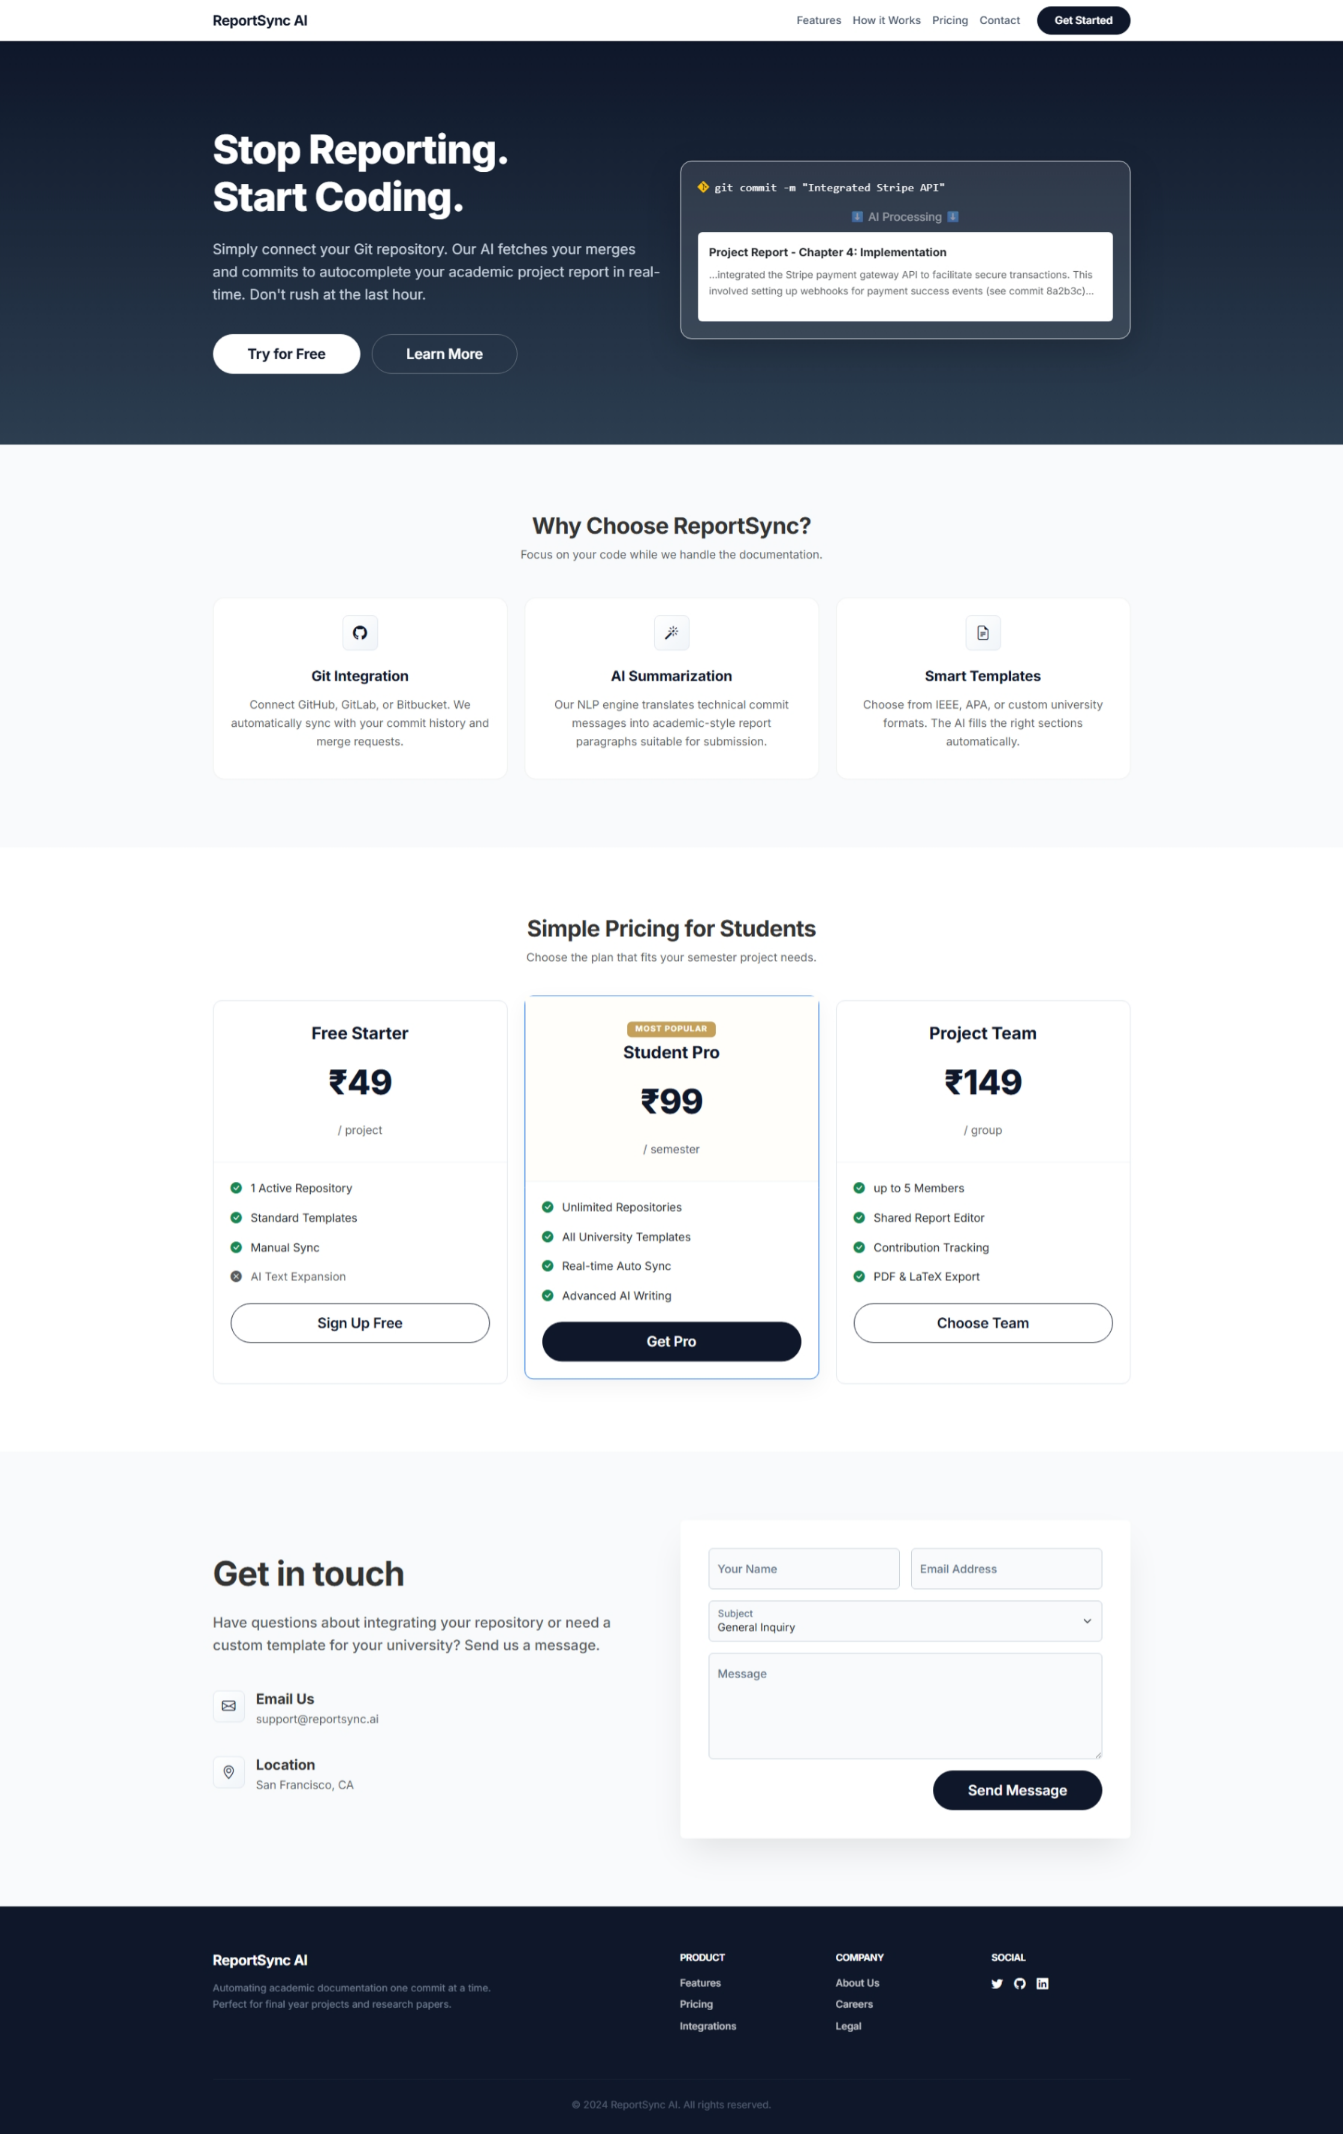 ReportSync AI
Features How it Works Pricing Contact Get Started
Stop Reporting.
Start Coding.
Simply connect your Git repository. Our AI fetches your merges
and commits to autocomplete your academic project report in real-
time. Don't rush at the last hour.
Try for Free Learn More
git commit -m "Integrated Stripe API"
⬇️ AI Processing ⬇️
Project Report - Chapter 4: Implementation
...integrated the Stripe payment gateway API to facilitate secure transactions. This
involved setting up webhooks for payment success events (see commit 8a2b3c)...
Why Choose ReportSync?
Focus on your code while we handle the documentation.
Git Integration
Connect GitHub, GitLab, or Bitbucket. We
automatically sync with your commit history and
merge requests.
AI Summarization
Our NLP engine translates technical commit
messages into academic-style report
paragraphs suitable for submission.
Smart Templates
Choose from IEEE, APA, or custom university
formats. The AI fills the right sections
automatically.
Simple Pricing for Students
Choose the plan that fits your semester project needs.
Free Starter
₹49
/ project
1 Active Repository
Standard Templates
Manual Sync
AI Text Expansion
Sign Up Free
MOST POPULAR
Student Pro
₹99
/ semester
Unlimited Repositories
All University Templates
Real-time Auto Sync
Advanced AI Writing
Get Pro
Project Team
₹149
/ group
up to 5 Members
Shared Report Editor
Contribution Tracking
PDF & LaTeX Export
Choose Team
Get in touch
Have questions about integrating your repository or need a
custom template for your university? Send us a message.
Email Us
support@reportsync.ai
Location
San Francisco, CA
Your Name
Email Address
Subject
General Inquiry
Message
Send Message
ReportSync AI
Automating academic documentation one commit at a time.
Perfect for final year projects and research papers.
PRODUCT
Features
Pricing
Integrations
COMPANY
About Us
Careers
Legal
SOCIAL
© 2024 ReportSync AI. All rights reserved.